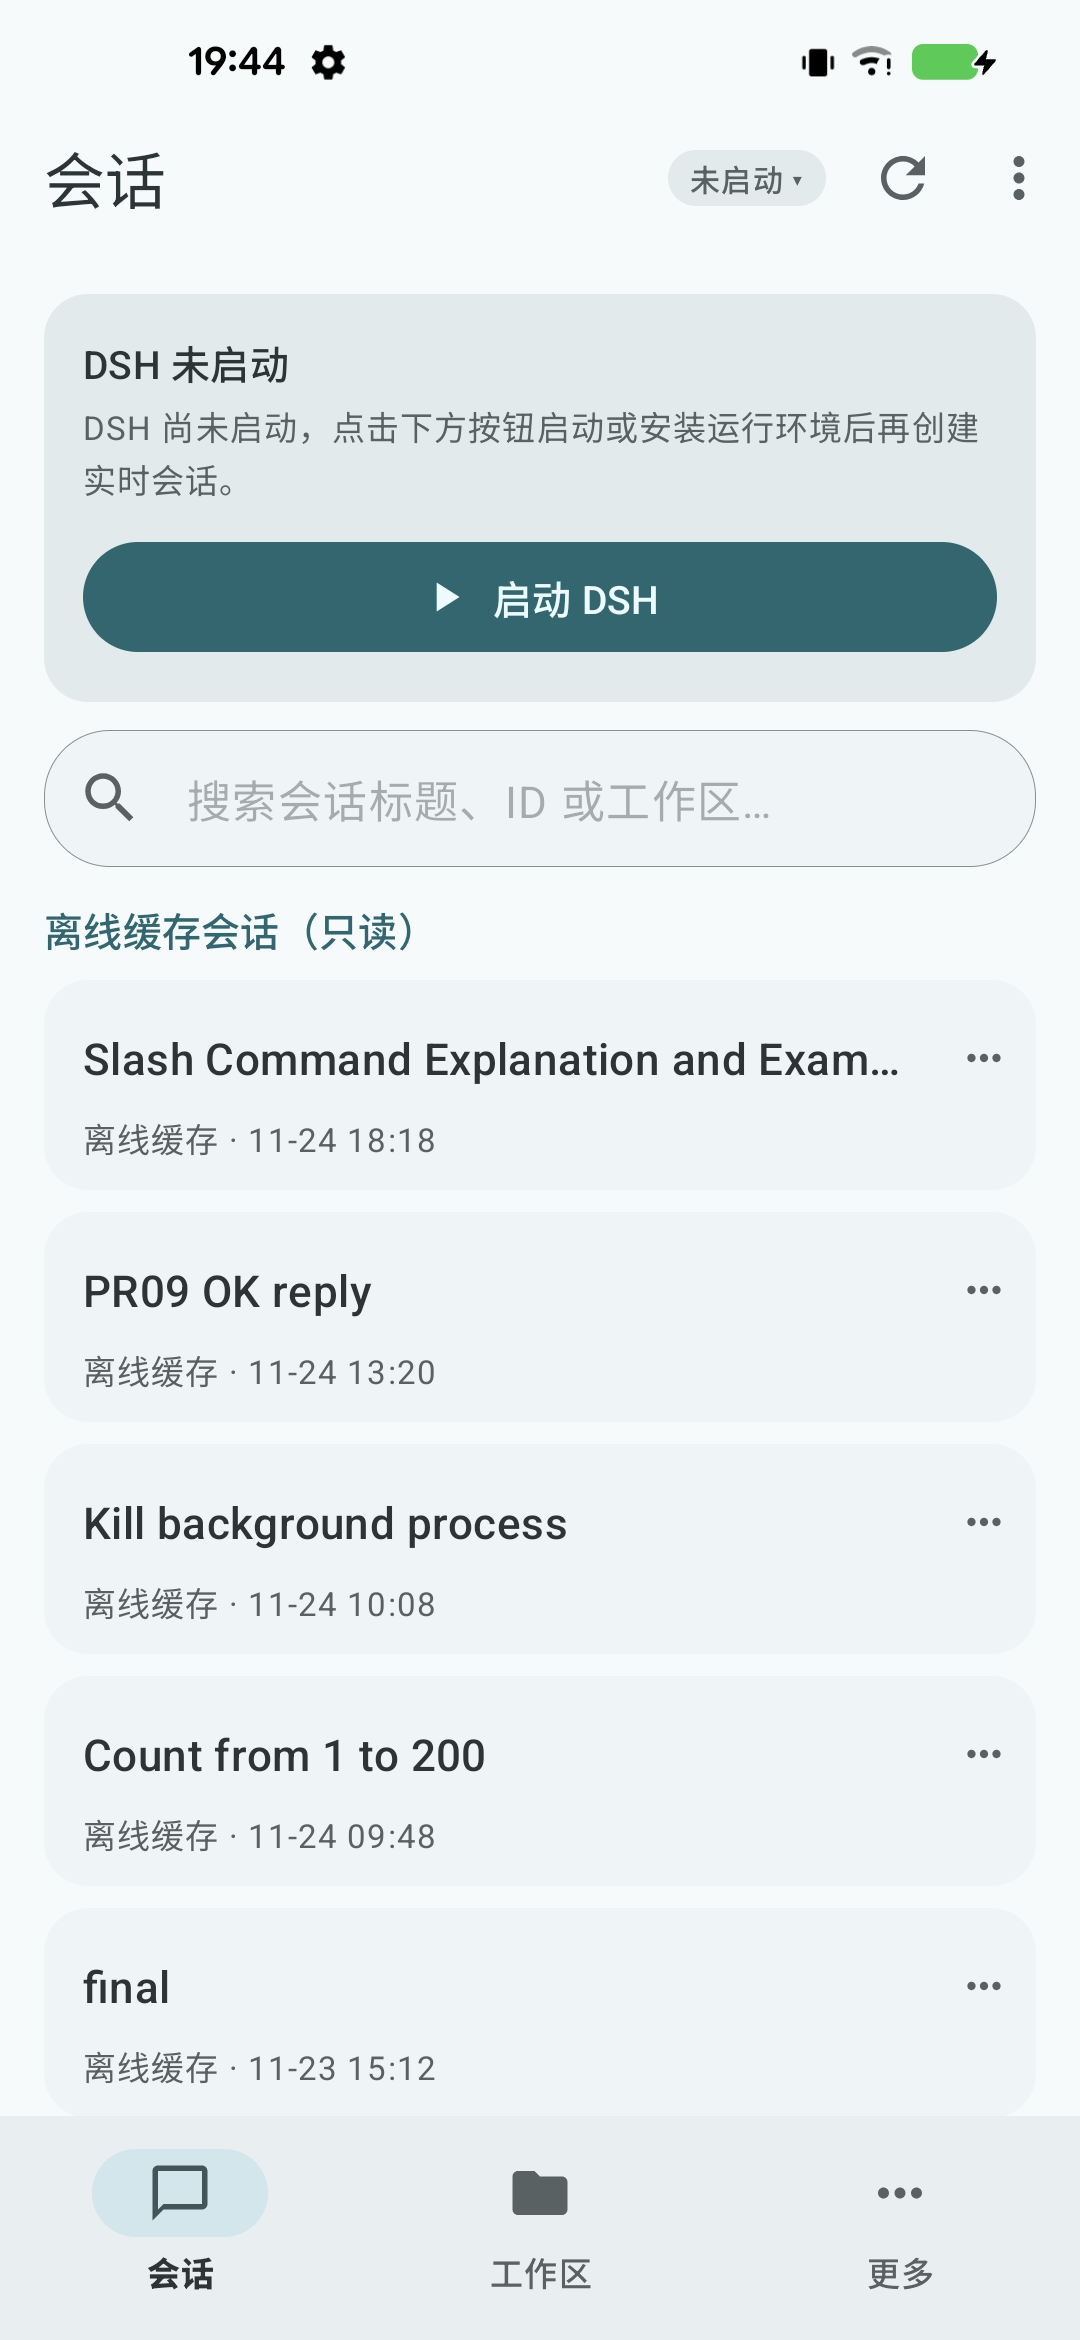 19:44
会话
未启动 ▾
DSH 未启动
DSH 尚未启动，点击下方按钮启动或安装运行环境后再创建
实时会话。
启动 DSH
搜索会话标题、ID 或工作区...
离线缓存会话（只读）
Slash Command Explanation and Exam...
离线缓存 · 11-24 18:18
PR09 OK reply
离线缓存 · 11-24 13:20
Kill background process
离线缓存 · 11-24 10:08
Count from 1 to 200
离线缓存 · 11-24 09:48
final
离线缓存 · 11-23 15:12
会话
工作区
更多